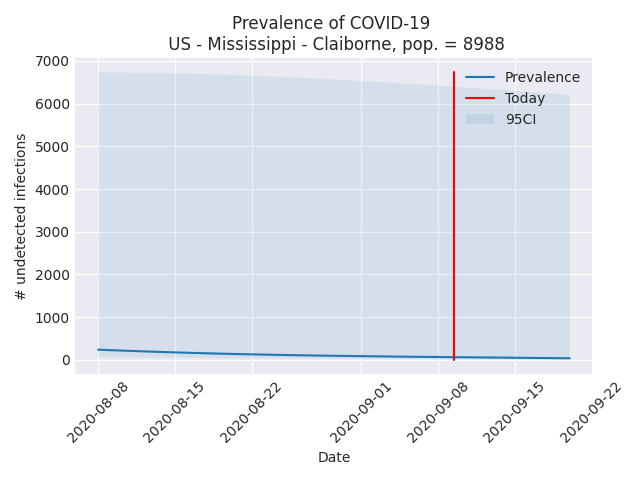 Prevalence of COVID-19
US - Mississippi - Claiborne, pop. = 8988
7000
6000
5000
4000
3000
2000
1000
0
# undetected infections
Prevalence
Today
95CI
2020-08-08
2020-08-15
2020-08-22
2020-09-01
2020-09-08
2020-09-15
2020-09-22
Date